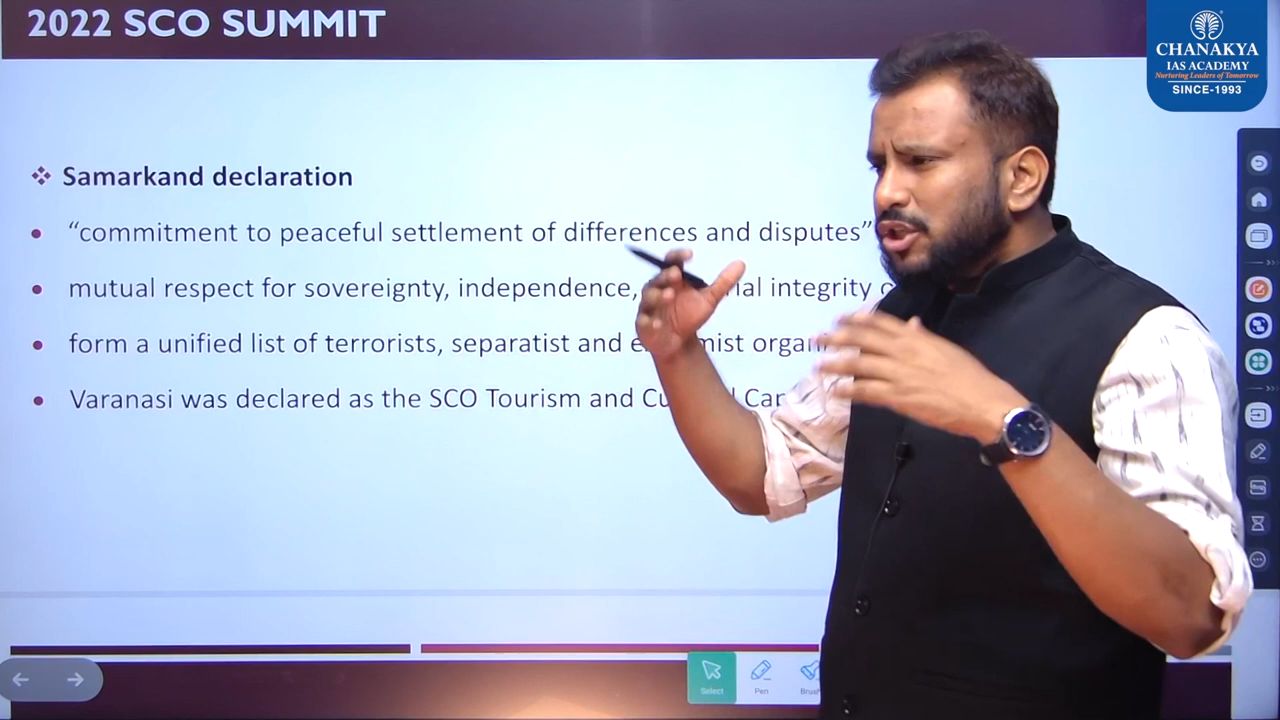 2022 SCO SUMMIT
CHANAKYA
IAS ACADEMY
Nurturing Leaders of Tomorrow
SINCE-1993
Samarkand declaration
“commitment to peaceful settlement of differences and disputes”
mutual respect for sovereignty, independence, integrity
form a unified list of terrorists, separatist and
Varanasi was declared as the SCO Tourism and
Select
Pen